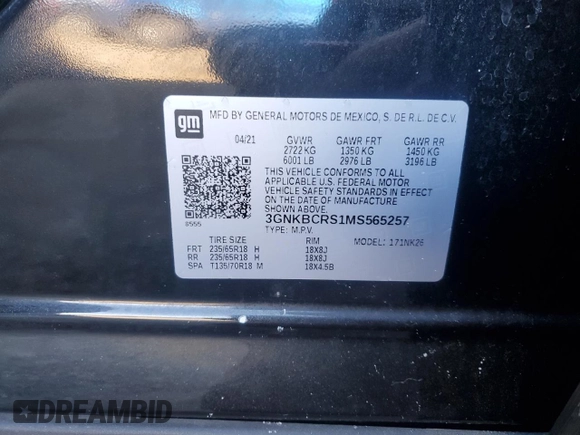 gm
MFD BY GENERAL MOTORS DE MEXICO, S. DE R.L. DE C.V.
04/21 GVWR GAWR FRT GAWR RR
2722 KG 1350 KG 1450 KG
6001 LB 2976 LB 3196 LB
THIS VEHICLE CONFORMS TO ALL
APPLICABLE U.S. FEDERAL MOTOR
VEHICLE SAFETY STANDARDS IN EFFECT
ON THE DATE OF MANUFACTURE
SHOWN ABOVE.
3GNKBCRS1MS565257
TYPE: M.P.V.
TIRE SIZE RIM MODEL: 171NK26
FRT 235/65R18 H 18X8J
RR 235/65R18 H 18X8J
SPA T135/70R18 M 18X4.5B
DREAMBID